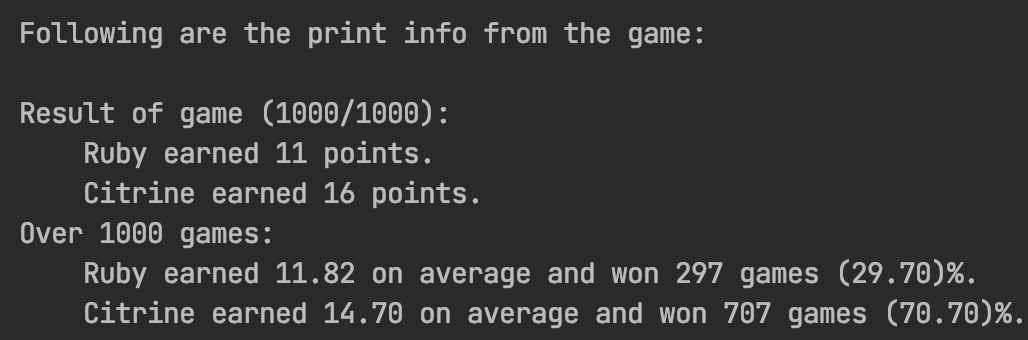 Following are the print info from the game:
Result of game (1000/1000):
Ruby earned 11 points.
Citrine earned 16 points.
Over 1000 games:
Ruby earned 11.82 on average and won 297 games (29.70)%.
Citrine earned 14.70 on average and won 707 games (70.70)%.